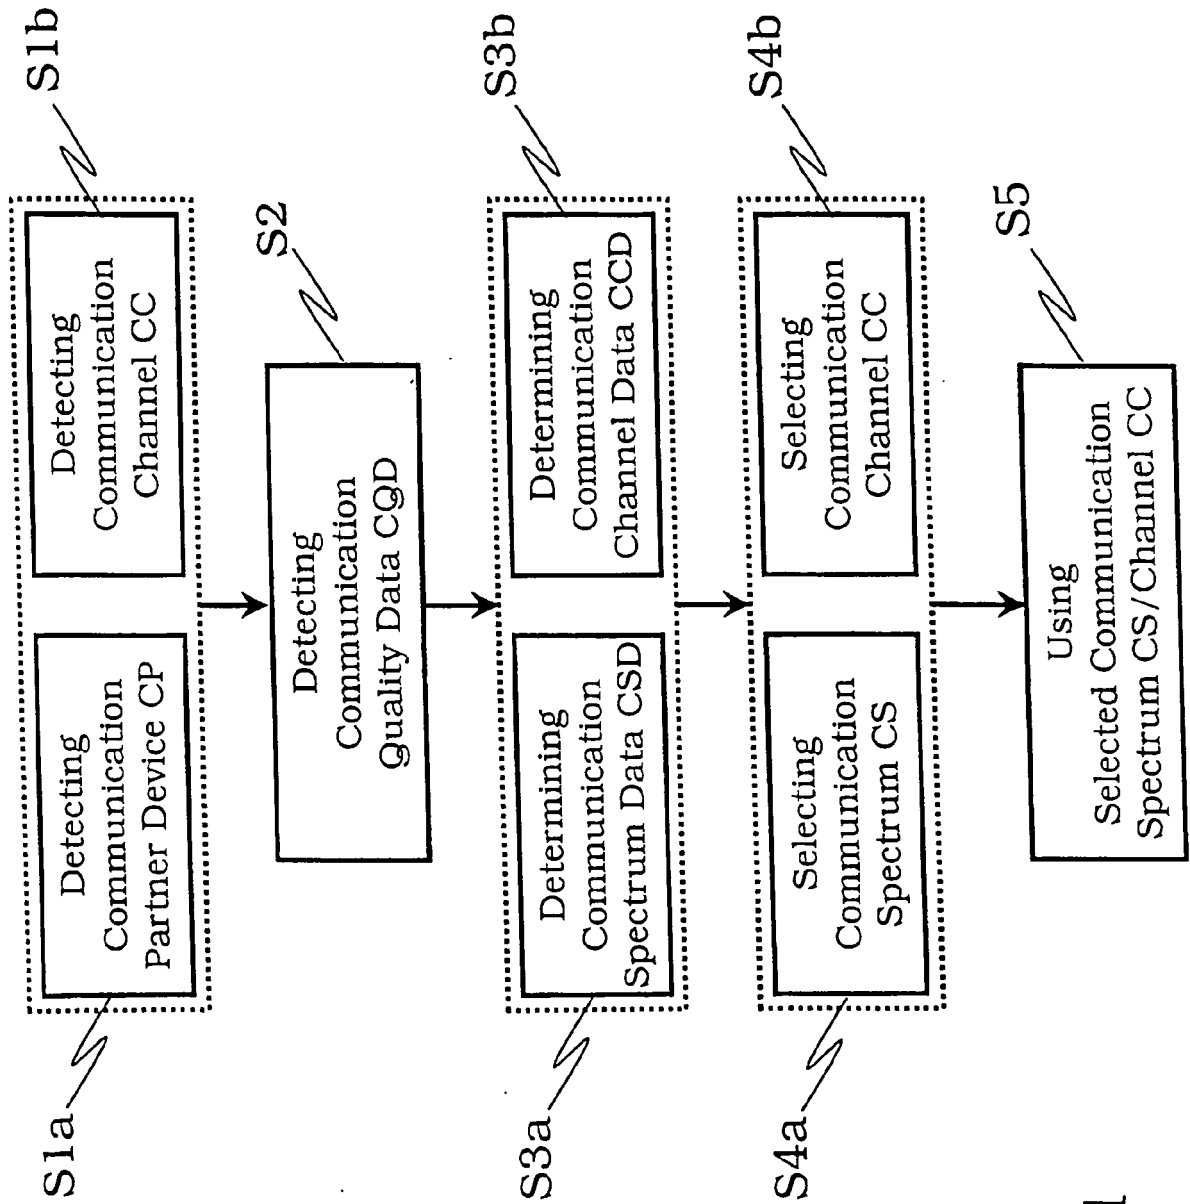 S1a
Detecting
Communication
Partner Device CP
Detecting
Communication
Channel CC
S1b
Detecting
Communication
Quality Data CQD
S2
S3a
Determining
Communication
Spectrum Data CSD
Determining
Communication
Channel Data CCD
S3b
S4a
Selecting
Communication
Spectrum CS
Selecting
Communication
Channel CC
S4b
Using
Selected Communication
Spectrum CS/Channel CC
S5